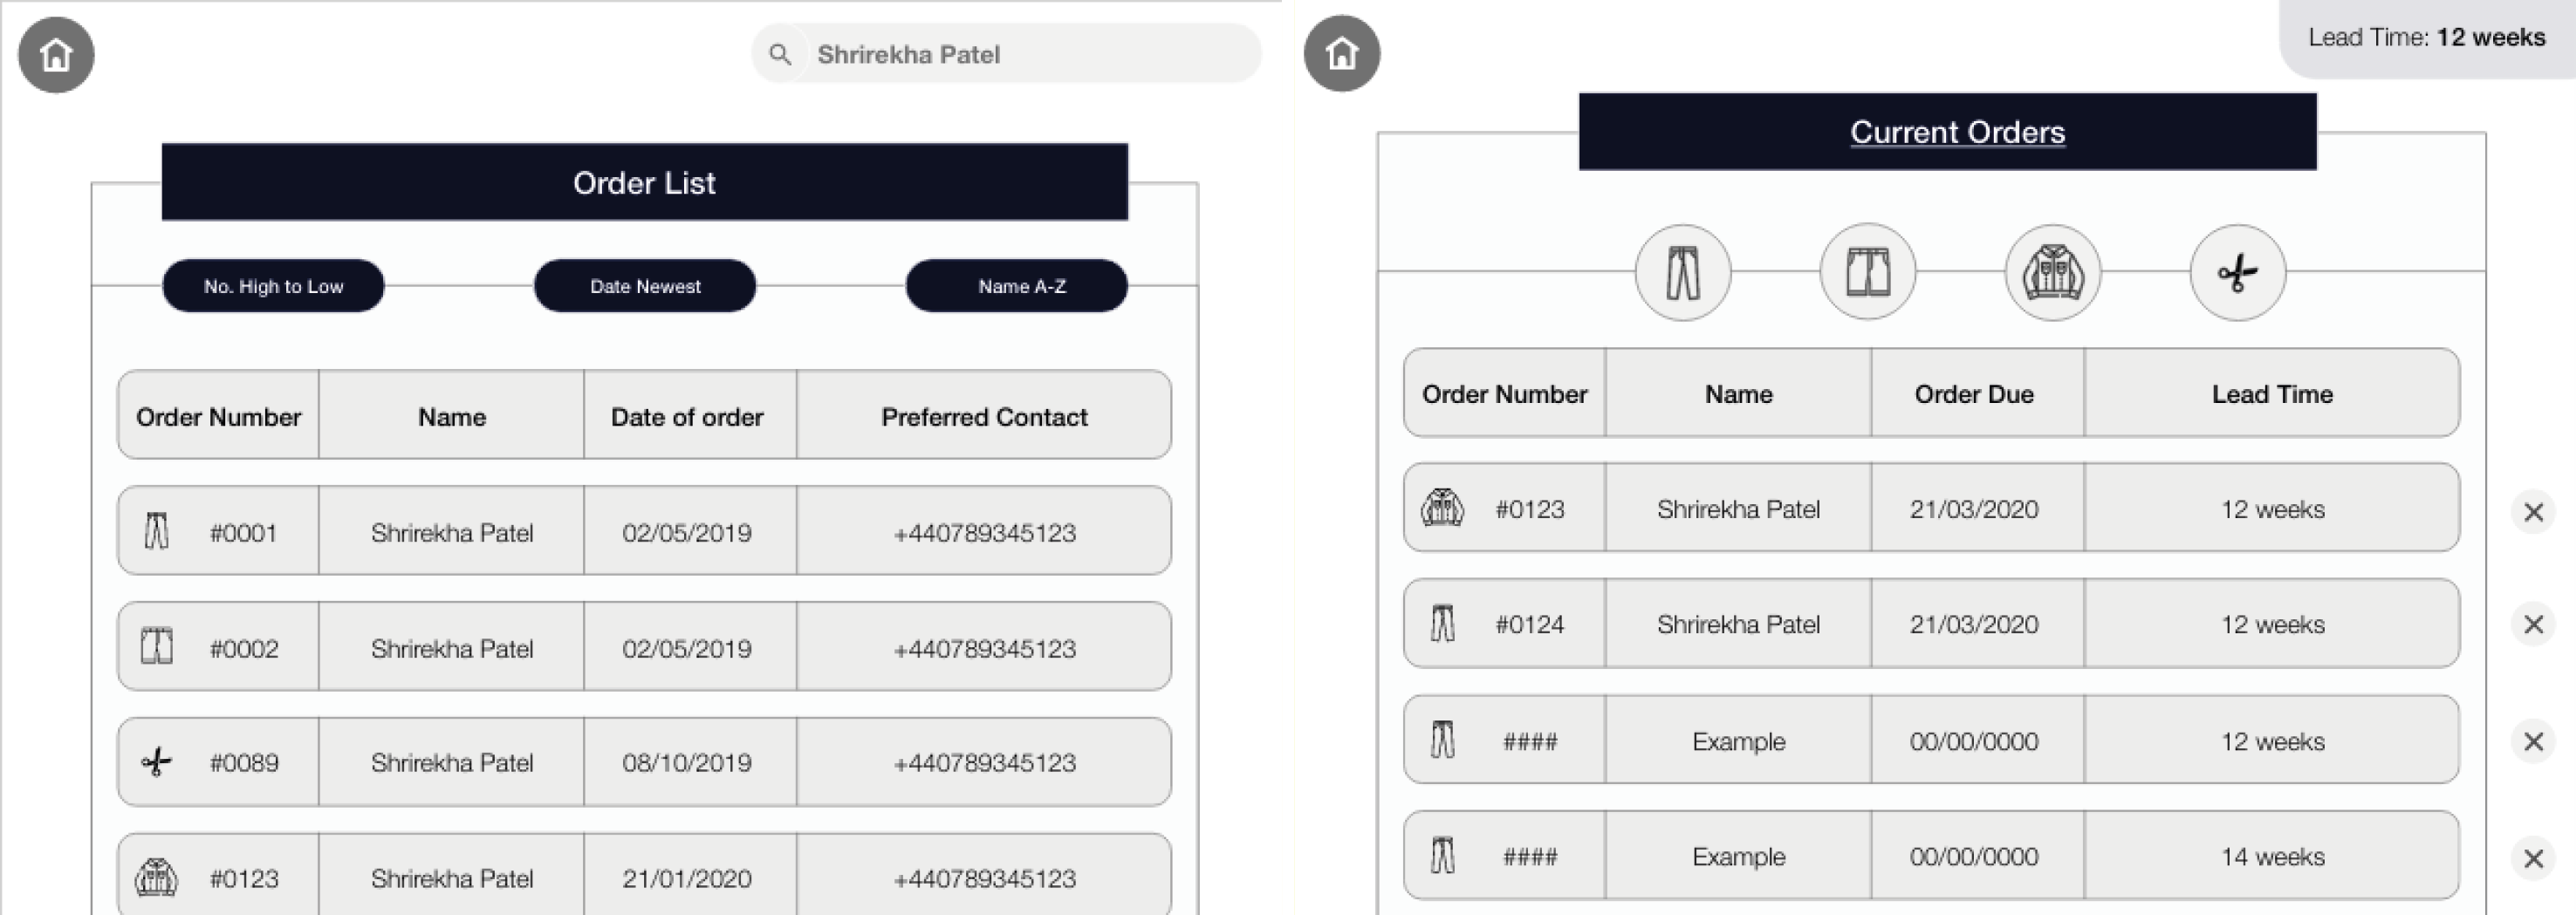 Shrirekha Patel
Order List
No. High to Low Date Newest Name A-Z
Order Number Name Date of order Preferred Contact
#0001 Shrirekha Patel 02/05/2019 +440789345123
#0002 Shrirekha Patel 02/05/2019 +440789345123
#0089 Shrirekha Patel 08/10/2019 +440789345123
#0123 Shrirekha Patel 21/01/2020 +440789345123
Lead Time: 12 weeks
Current Orders
Order Number Name Order Due Lead Time
#0123 Shrirekha Patel 21/03/2020 12 weeks
#0124 Shrirekha Patel 21/03/2020 12 weeks
#### Example 00/00/0000 12 weeks
#### Example 00/00/0000 14 weeks